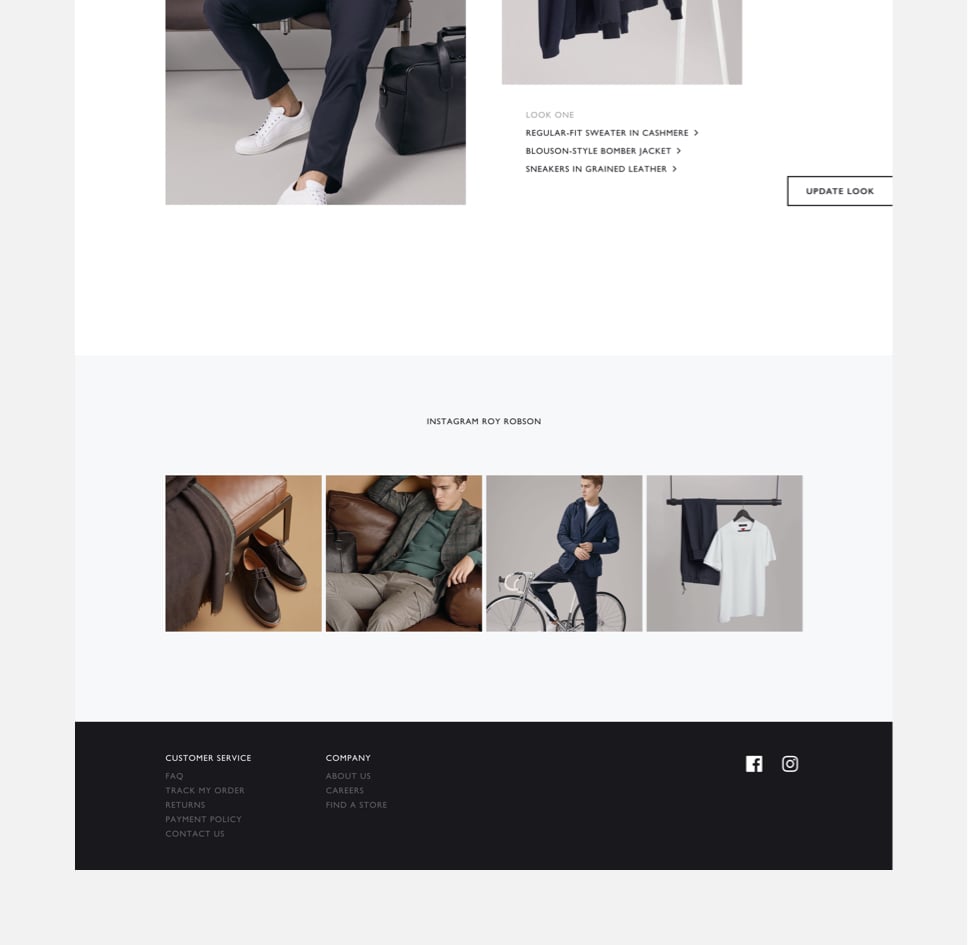 LOOK ONE
REGULAR-FIT SWEATER IN CASHMERE
BLOUSON-STYLE BOMBER JACKET
SNEAKERS IN GRAINED LEATHER
UPDATE LOOK
INSTAGRAM ROY ROBSON
CUSTOMER SERVICE
FAQ
TRACK MY ORDER
RETURNS
PAYMENT POLICY
CONTACT US
COMPANY
ABOUT US
CAREERS
FIND A STORE